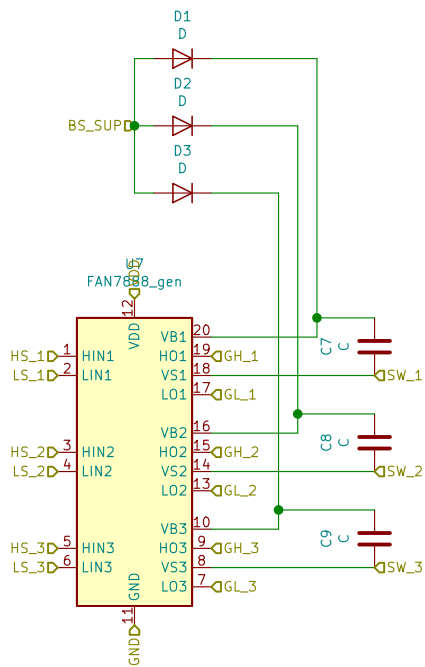 D1
D
D2
D
BS_SUP
D3
D
U7
VDD
FAN7888_gen
12
VDD
VB1 20
HS_1 1 HIN1
HO1 19 GH_1
C7
C
LS_1 2 LIN1
VS1 18 SW_1
LO1 17 GL_1
VB2 16
HS_2 3 HIN2
HO2 15 GH_2
C8
C
LS_2 4 LIN2
VS2 14 SW_2
LO2 13 GL_2
VB3 10
HS_3 5 HIN3
HO3 9 GH_3
C9
C
LS_3 6 LIN3
VS3 8 SW_3
LO3 7 GL_3
GND
11
GND